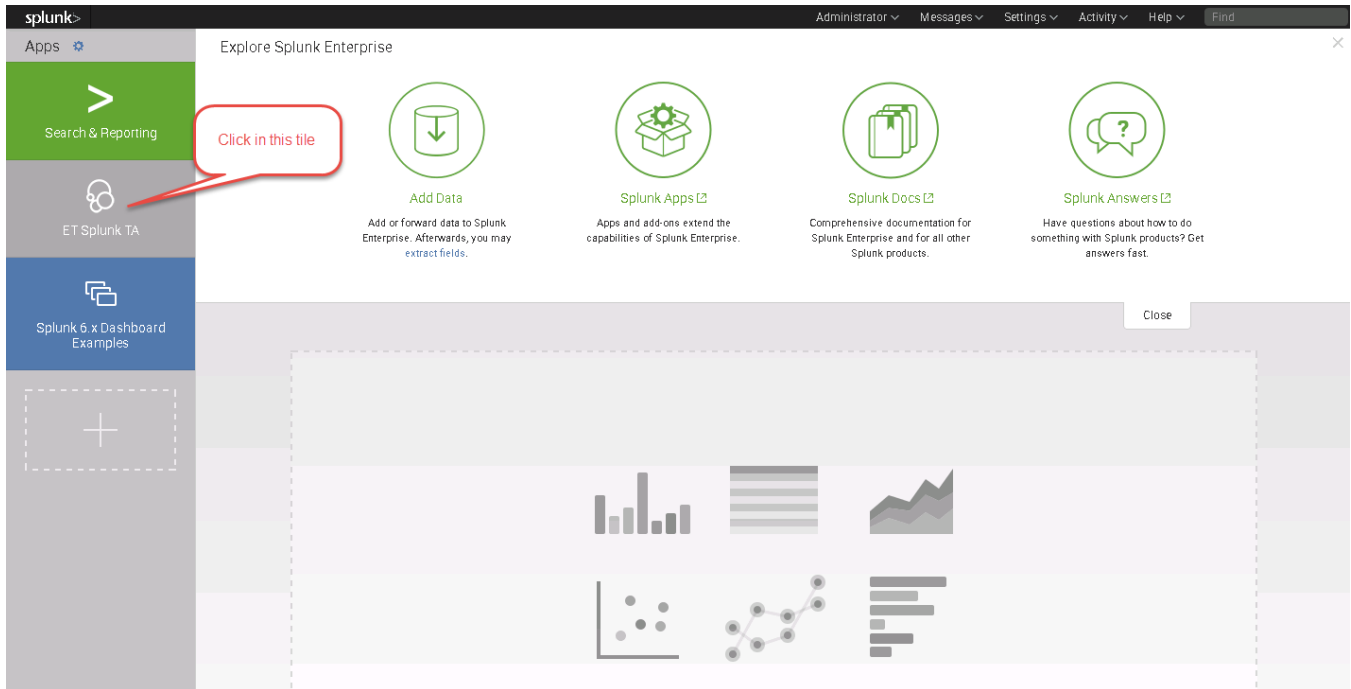 splunk>
Administrator
Messages
Settings
Activity
Help
Find
Apps
Explore Splunk Enterprise
Search & Reporting
Click in this tile
ET Splunk TA
Splunk 6.x Dashboard
Examples
Add Data
Add or forward data to Splunk
Enterprise. Afterwards, you may
extract fields.
Splunk Apps
Apps and add-ons extend the
capabilities of Splunk Enterprise.
Splunk Docs
Comprehensive documentation for
Splunk Enterprise and for all other
Splunk products.
Splunk Answers
Have questions about how to do
something with Splunk products? Get
answers fast.
Close